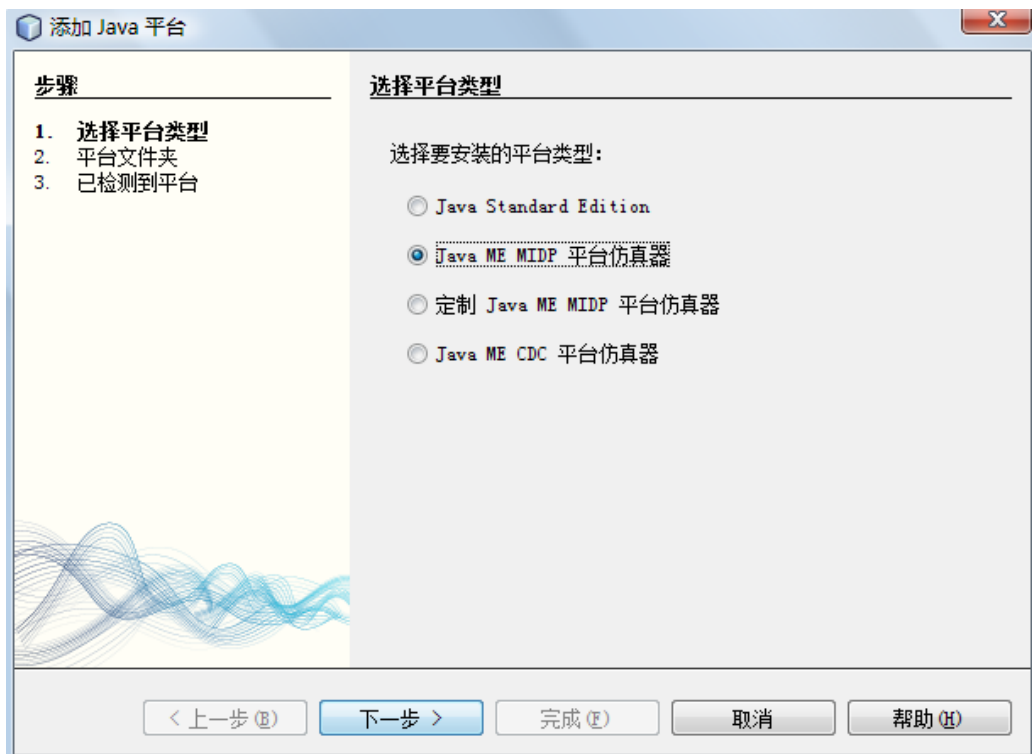 添加 Java 平台
步骤
1. 选择平台类型
2. 平台文件夹
3. 已检测到平台
选择平台类型
选择要安装的平台类型:
Java Standard Edition
Java ME MIDP 平台仿真器
定制 Java ME MIDP 平台仿真器
Java ME CDC 平台仿真器
< 上一步(B)
下一步 >
完成(F)
取消
帮助(H)